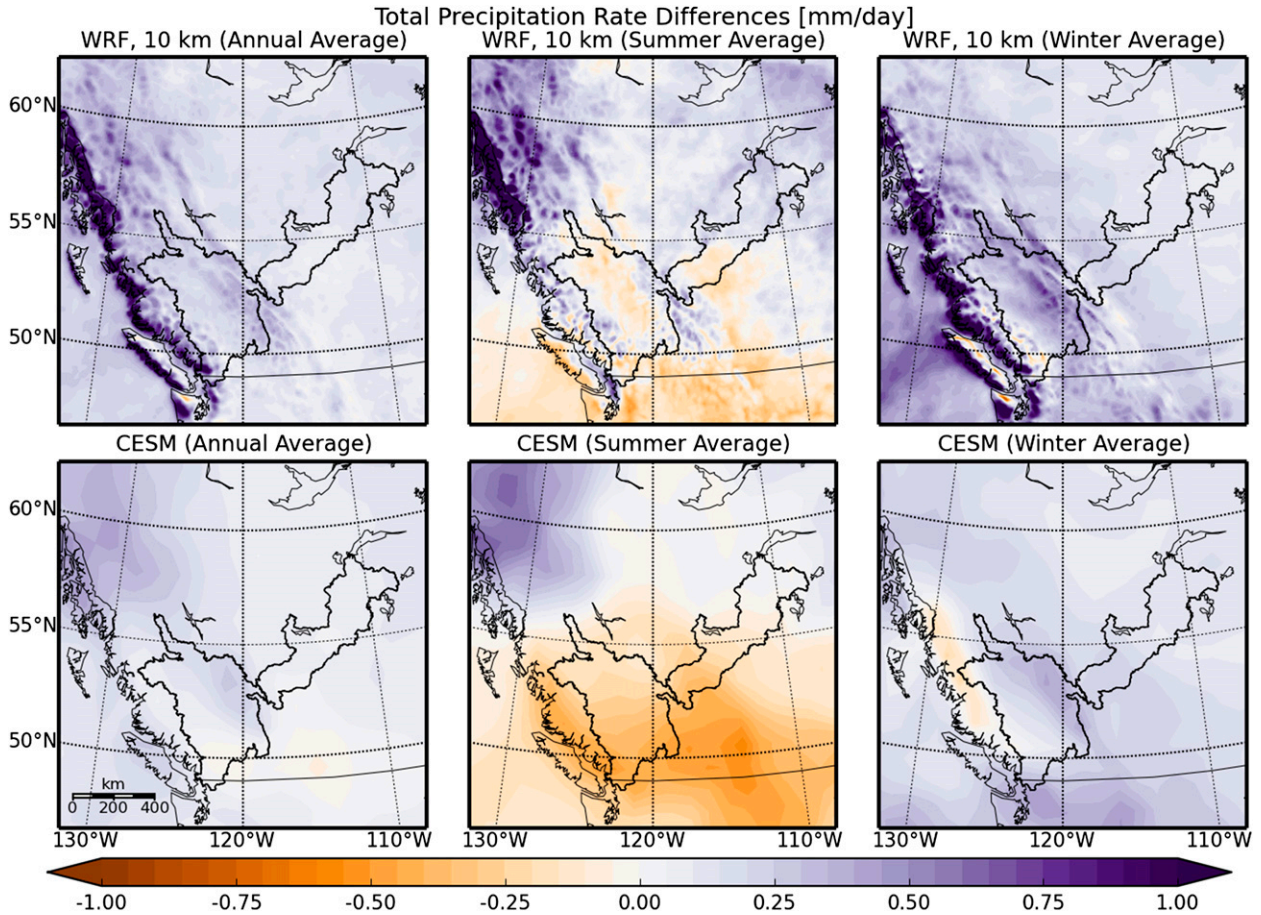 Total Precipitation Rate Differences [mm/day]
WRF, 10 km (Annual Average) WRF, 10 km (Summer Average) WRF, 10 km (Winter Average)
60°N
55°N
50°N
CESM (Annual Average) CESM (Summer Average) CESM (Winter Average)
60°N
55°N
50°N
km
0 200 400
130°W 120°W 110°W 120°W 110°W 130°W 120°W 110°W
-1.00 -0.75 -0.50 -0.25 0.00 0.25 0.50 0.75 1.00